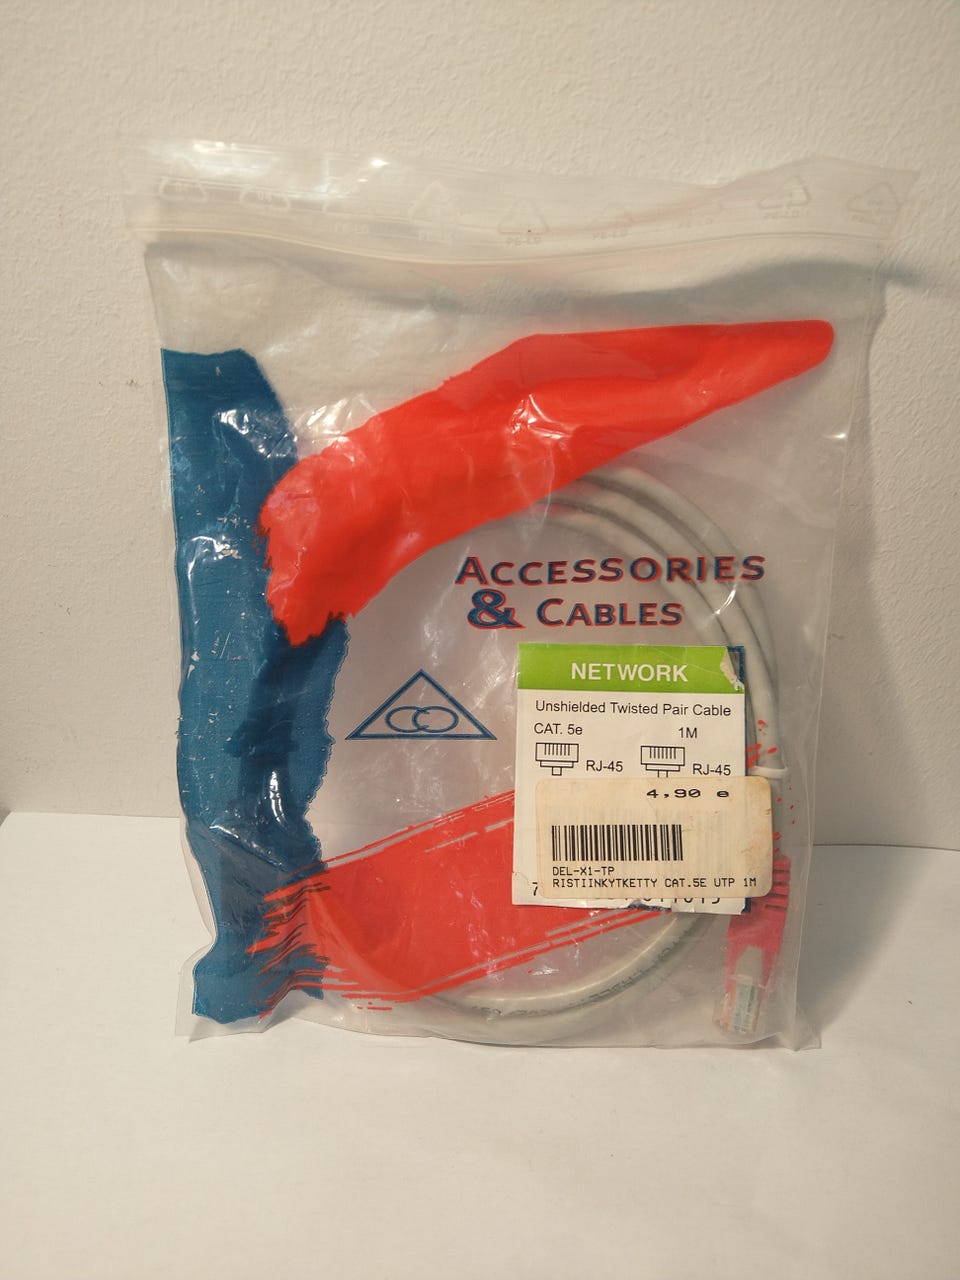 ACCESSORIES
& CABLES
NETWORK
Unshielded Twisted Pair Cable
CAT. 5e 1M
RJ-45 RJ-45
4,90 e
DEL-X1-TP
RISTIINKYTKETTY CAT.5E UTP 1M
7